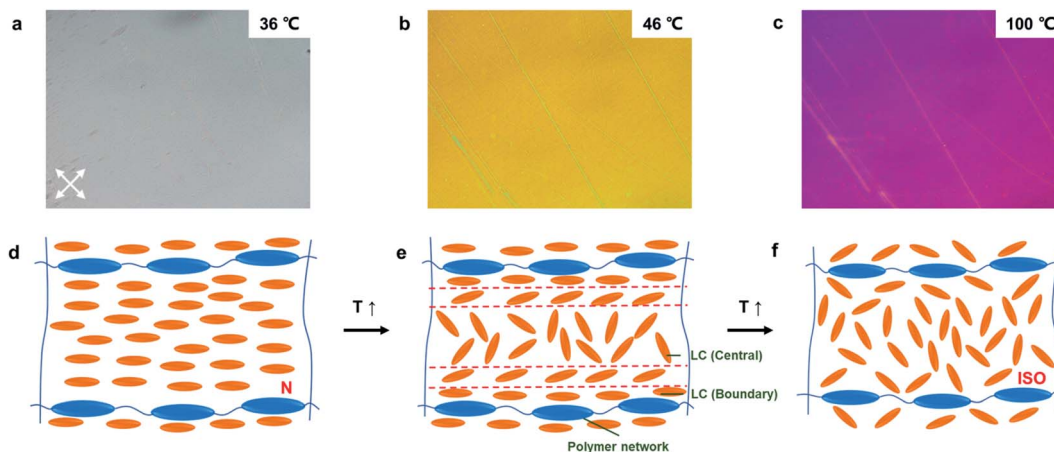 a
36 ℃
b
46 ℃
c
100 ℃
d
N
T ↑
e
LC (Central)
LC (Boundary)
Polymer network
T ↑
f
ISO